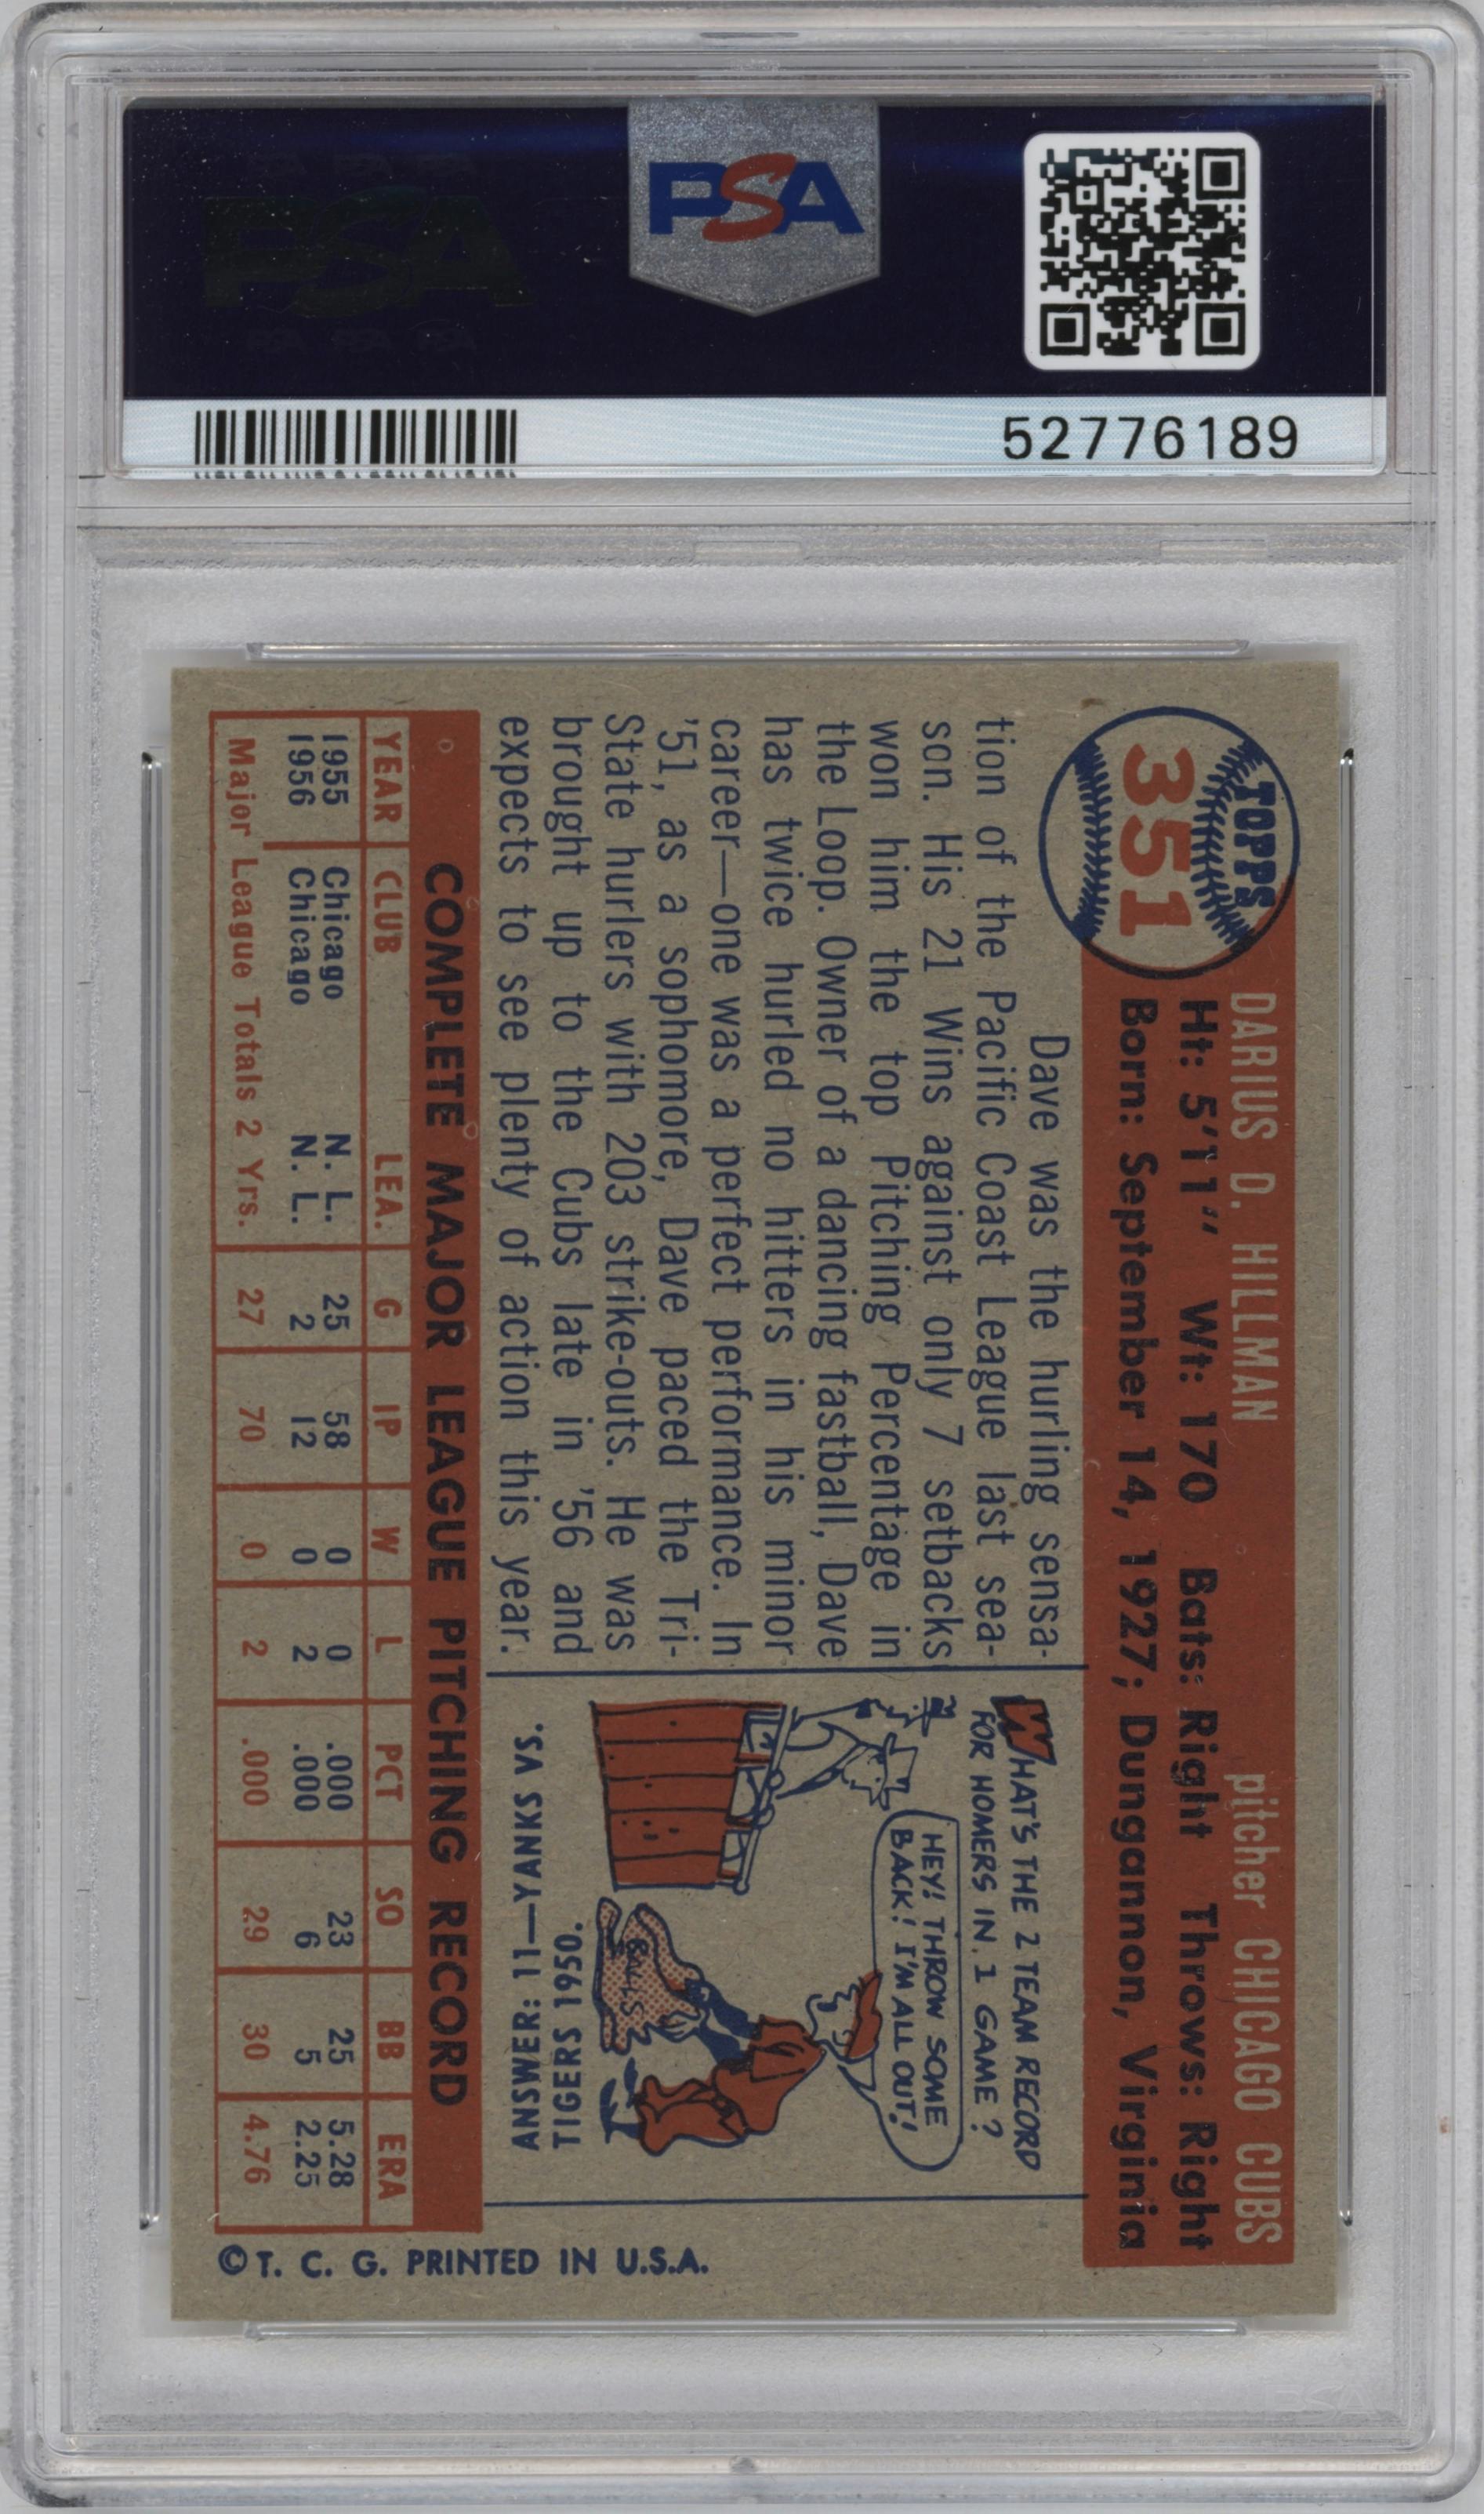 PSA
PSA
52776189
TOPPS
351
DARIUS D. HILLMAN pitcher CHICAGO CUBS
Ht: 5'11" Wt: 170 Bats: Right Throws: Right
Born: September 14, 1927; Dungannon, Virginia
Dave was the hurling sensa-
tion of the Pacific Coast League last sea-
son. His 21 Wins against only 7 setbacks
won him the top Pitching Percentage in
the Loop. Owner of a dancing fastball, Dave
has twice hurled no hitters in his minor
career—one was a perfect performance. In
'51, as a sophomore, Dave paced the Tri-
State hurlers with 203 strike-outs. He was
brought up to the Cubs late in '56 and
expects to see plenty of action this year.
WHAT'S THE 2 TEAM RECORD
FOR HOMERS IN 1 GAME?
HEY! THROW SOME
BACK! I'M ALL OUT!
BALLS
ANSWER: 11—YANKS VS.
TIGERS 1950.
COMPLETE MAJOR LEAGUE PITCHING RECORD
YEAR CLUB LEA. G IP W L PCT SO BB ERA
1955 Chicago N. L. 25 58 0 0 .000 23 25 5.28
1956 Chicago N. L. 2 12 0 2 .000 6 5 2.25
Major League Totals 2 Yrs. 27 70 0 2 .000 29 30 4.76
© T. C. G. PRINTED IN U.S.A.